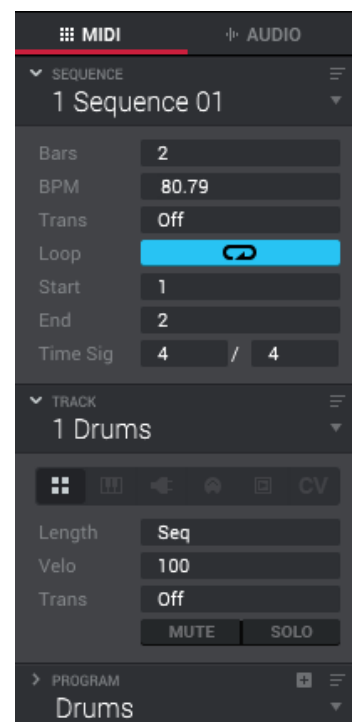 MIDI AUDIO
SEQUENCE
1 Sequence 01
Bars 2
BPM 80.79
Trans Off
Loop
Start 1
End 2
Time Sig 4 / 4
TRACK
1 Drums
CV
Length Seq
Velo 100
Trans Off
MUTE SOLO
PROGRAM
Drums